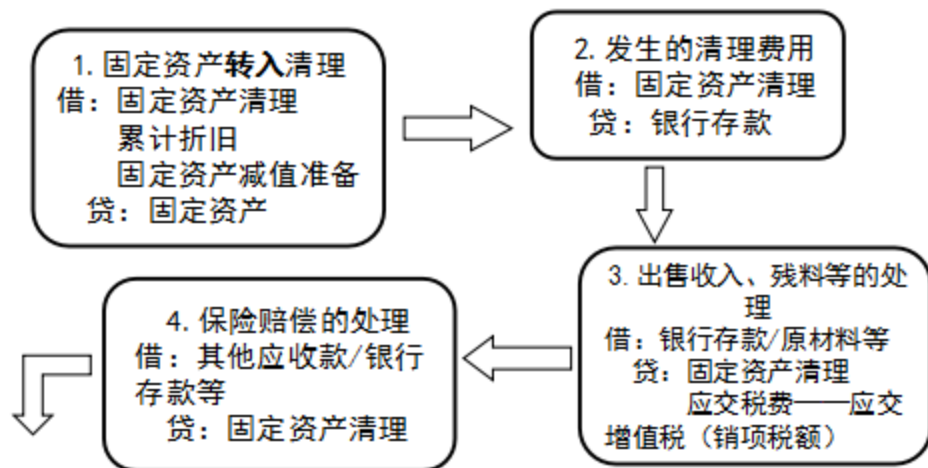 1. 固定资产转入清理
借：固定资产清理
累计折旧
固定资产减值准备
贷：固定资产
2. 发生的清理费用
借：固定资产清理
贷：银行存款
3. 出售收入、残料等的处
理
借：银行存款/原材料等
贷：固定资产清理
应交税费——应交
增值税（销项税额）
4. 保险赔偿的处理
借：其他应收款/银行
存款等
贷：固定资产清理